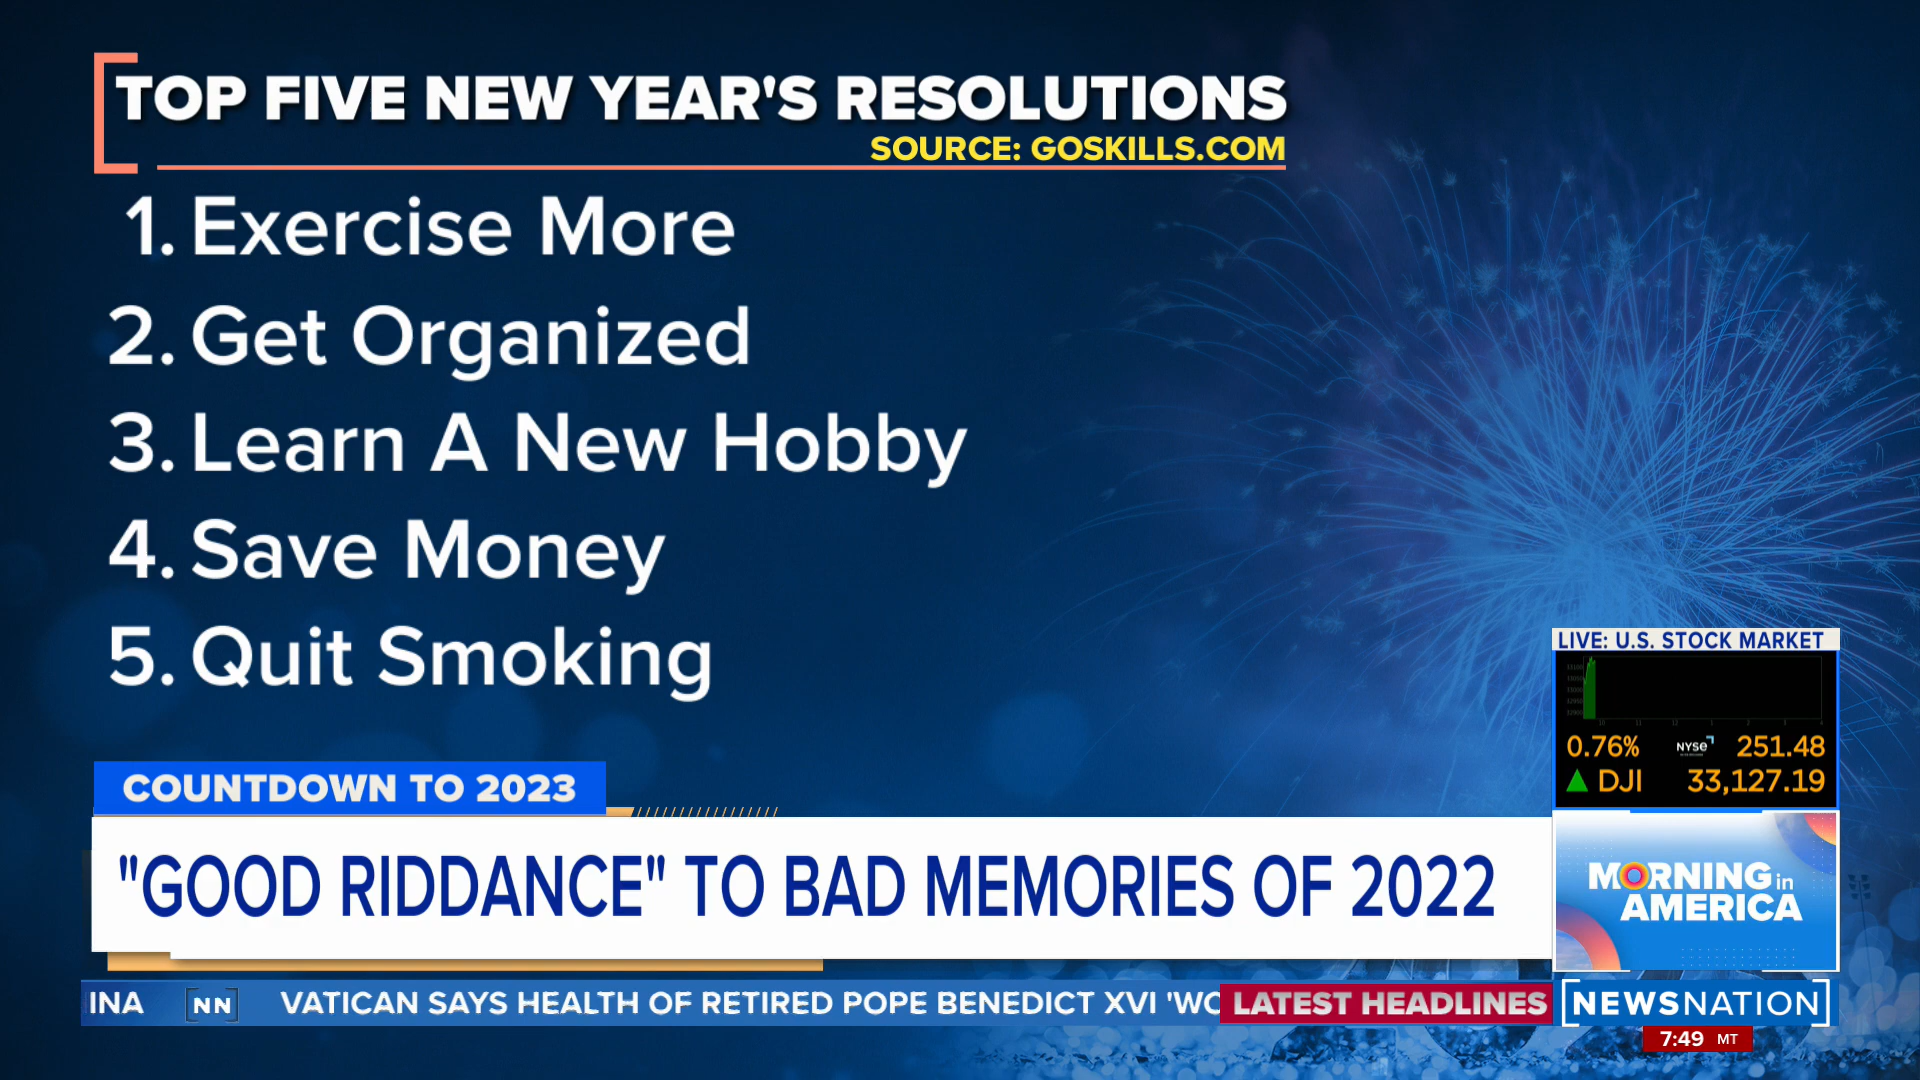 TOP FIVE NEW YEAR'S RESOLUTIONS
SOURCE: GOSKILLS.COM
1. Exercise More
2. Get Organized
3. Learn A New Hobby
4. Save Money
5. Quit Smoking
LIVE: U.S. STOCK MARKET
0.76% NYSE 251.48
DJI 33,127.19
COUNTDOWN TO 2023
"GOOD RIDDANCE" TO BAD MEMORIES OF 2022
MORNING in
AMERICA
INA NN VATICAN SAYS HEALTH OF RETIRED POPE BENEDICT XVI 'WO
LATEST HEADLINES
NEWSNATION
7:49 MT